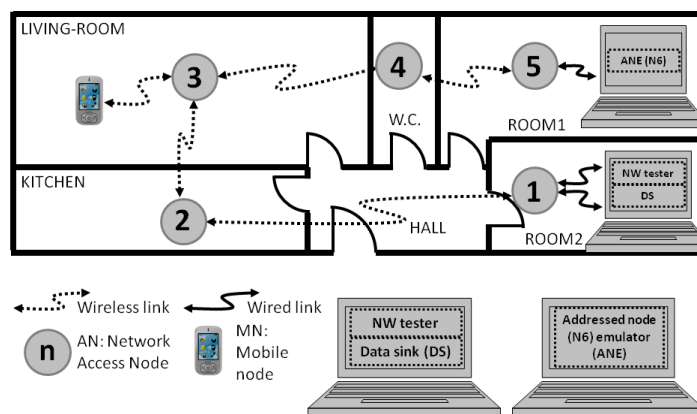 LIVING-ROOM
3
4
5
ANE (N6)
W.C.
ROOM1
KITCHEN
2
HALL
1
NW tester
DS
ROOM2
Wireless link
Wired link
n
AN: Network
Access Node
MN:
Mobile
node
NW tester
Data sink (DS)
Addressed node
(N6) emulator
(ANE)